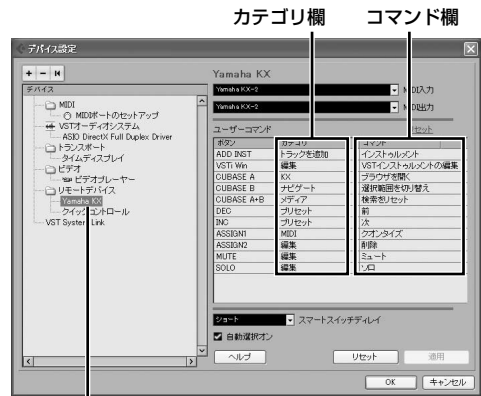 カテゴリ欄 コマンド欄
デバイス設定
Yamaha KX
デバイス
Yamaha KX-2 MIDI入力
Yamaha KX-2 MIDI出力
MIDI
MIDIポートのセットアップ
VSTオーディオシステム
ASIO DirectX Full Duplex Driver
トランスポート
タイムディスプレイ
ビデオ
ビデオプレーヤー
リモートデバイス
Yamaha KX
クイックコントロール
VST System Link
ユーザーコマンド リセット
ボタン カテゴリ コマンド
ADD INST トラックを追加 インストゥルメント
VSTi Win 編集 VSTインストゥルメントの編集
CUBASE A KX ブラウザを開く
CUBASE B ナビゲート 選択範囲を切り替え
CUBASE A+B メディア 検索をリセット
DEC プリセット 前
INC プリセット 次
ASSIGN1 MIDI クオンタイズ
ASSIGN2 編集 削除
MUTE 編集 ミュート
SOLO 編集 ソロ
ショート スマートスイッチディレイ
自動選択オン
ヘルプ リセット 適用
OK キャンセル